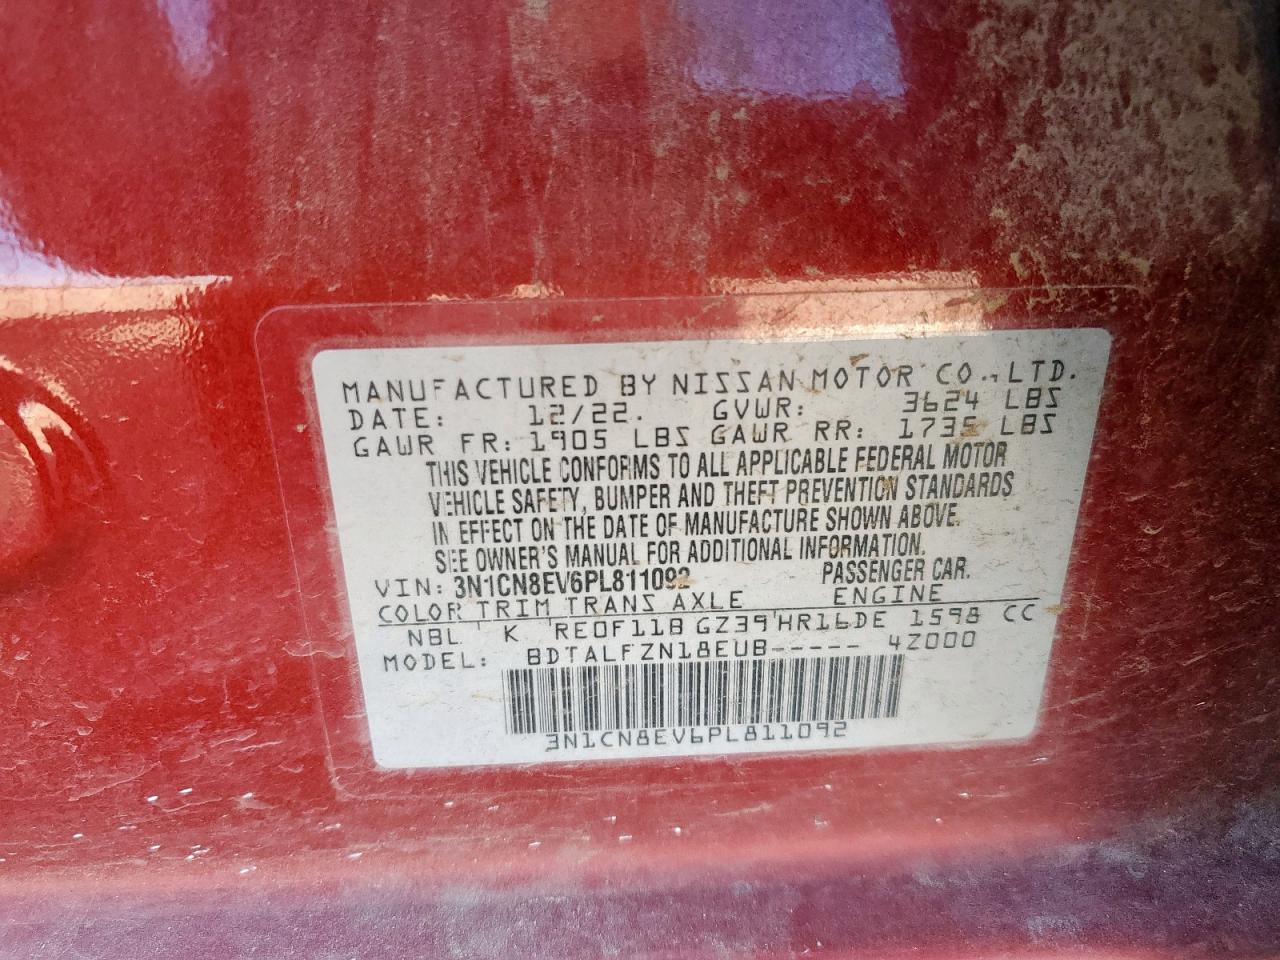 MANUFACTURED BY NISSAN MOTOR CO., LTD.
DATE: 12/22. GVWR: 3624 LBS
GAWR FR: 1905 LBS GAWR RR: 1735 LBS
THIS VEHICLE CONFORMS TO ALL APPLICABLE FEDERAL MOTOR
VEHICLE SAFETY, BUMPER AND THEFT PREVENTION STANDARDS
IN EFFECT ON THE DATE OF MANUFACTURE SHOWN ABOVE.
SEE OWNER'S MANUAL FOR ADDITIONAL INFORMATION.
VIN: 3N1CN8EV6PL811092 PASSENGER CAR.
COLOR TRIM TRANS AXLE ENGINE
NBL K RE0F11B GZ39 HR16DE 1598 CC
MODEL: BDTALFZN18EUB----- 4Z000
3N1CN8EV6PL811092